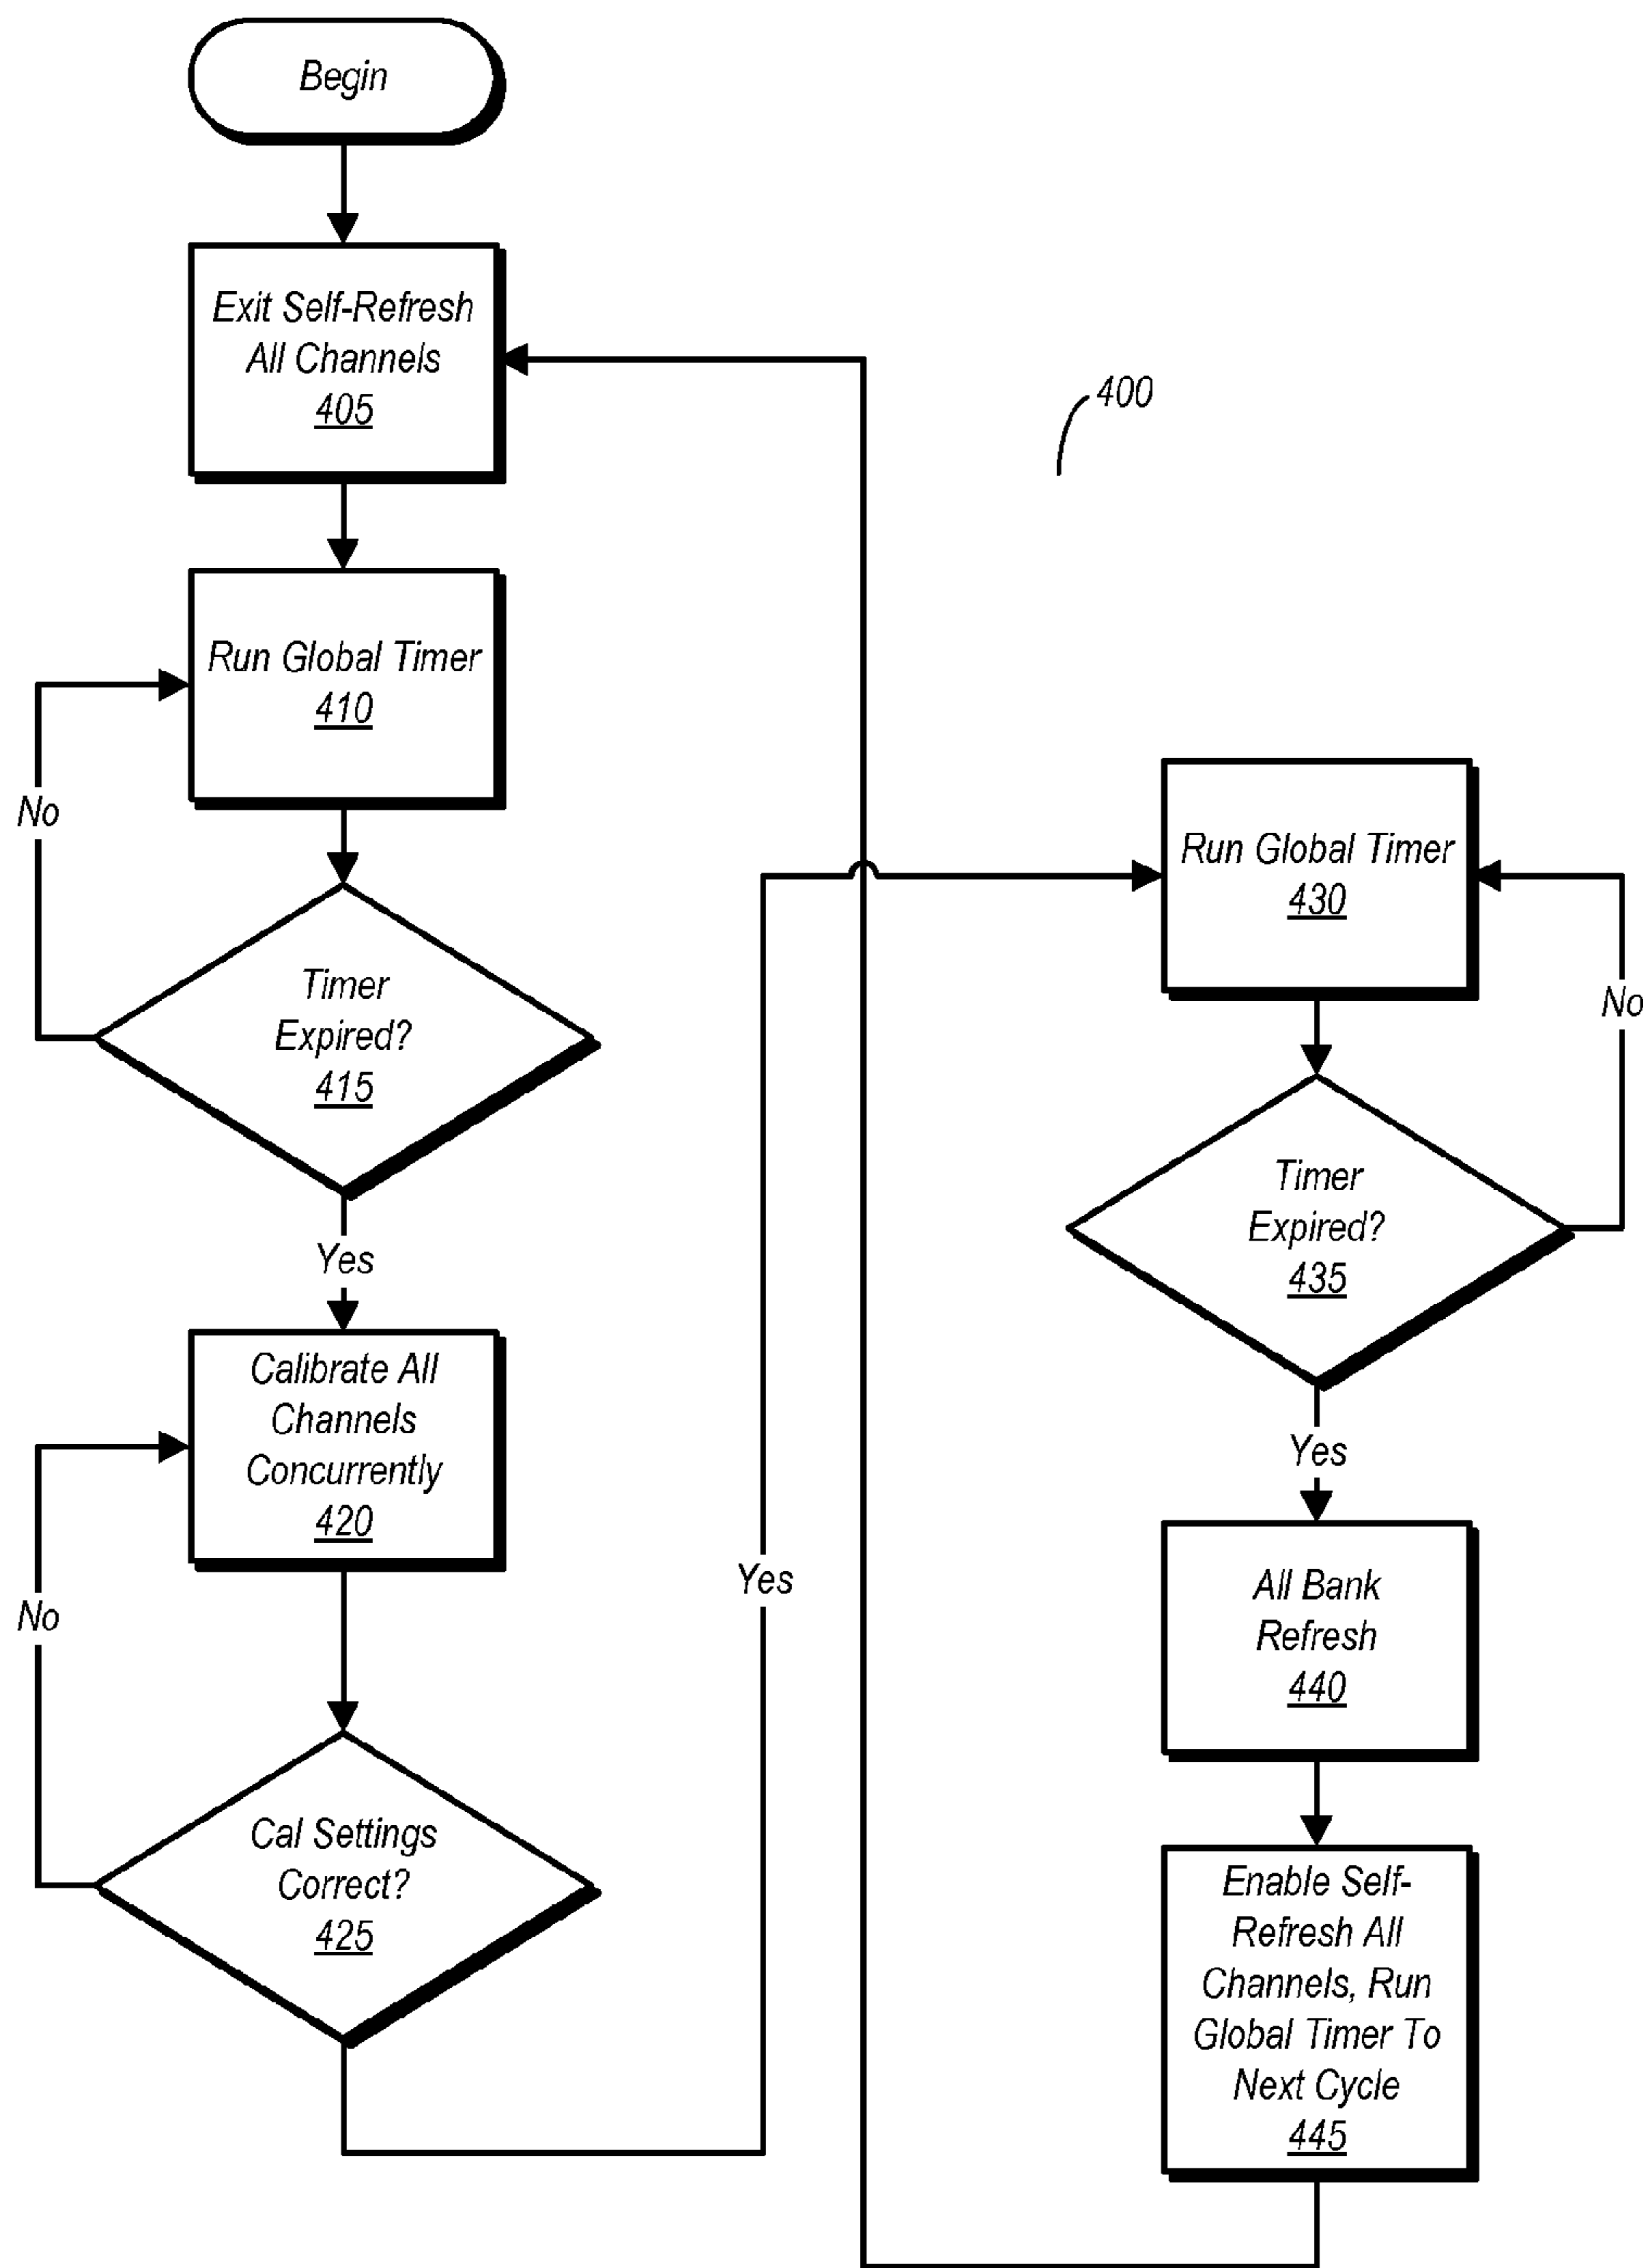 Begin
Exit Self-Refresh
All Channels
405
400
Run Global Timer
410
No
Timer
Expired?
415
Yes
Calibrate All
Channels
Concurrently
420
No
Cal Settings
Correct?
425
Yes
Run Global Timer
430
No
Timer
Expired?
435
Yes
All Bank
Refresh
440
Enable Self-
Refresh All
Channels, Run
Global Timer To
Next Cycle
445